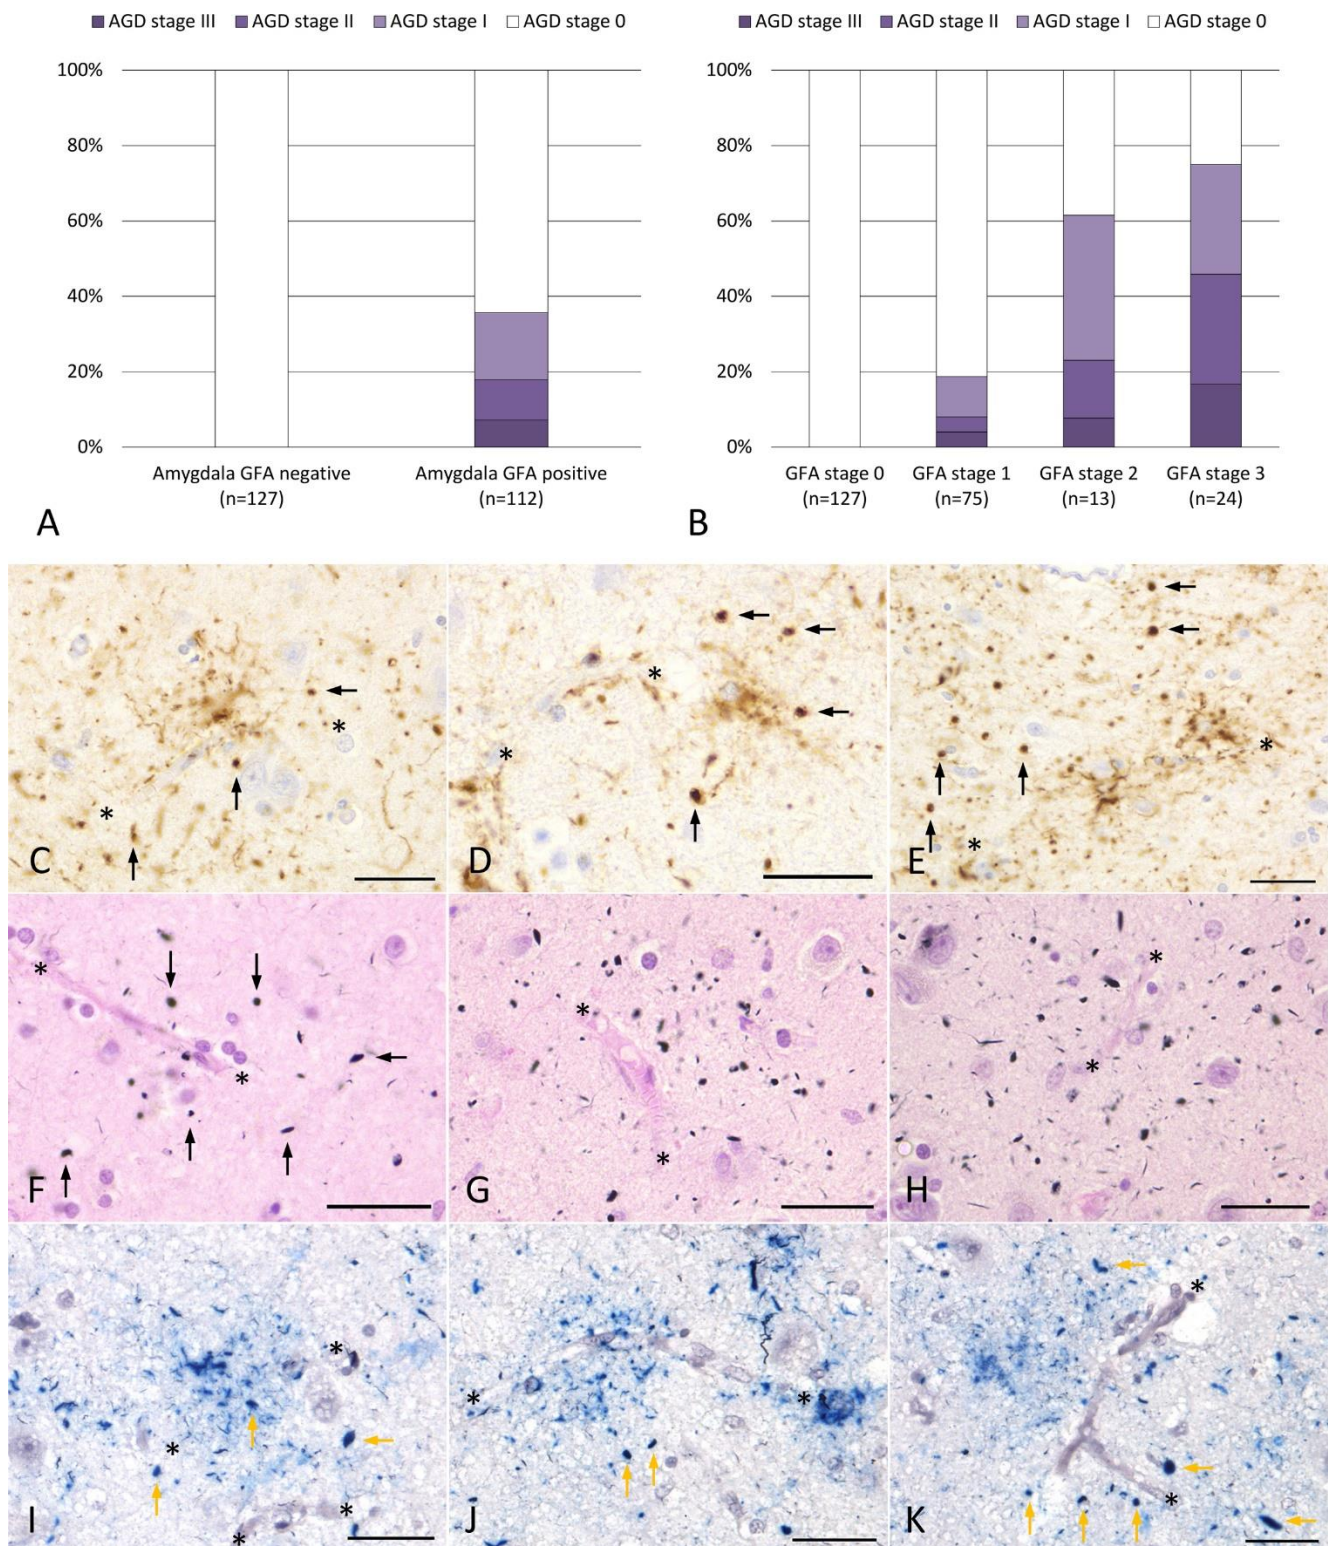 AGD stage III AGD stage II AGD stage I AGD stage 0
100%
80%
60%
40%
20%
0%
Amygdala GFA negative
(n=127)
Amygdala GFA positive
(n=112)
A
AGD stage III AGD stage II AGD stage I AGD stage 0
100%
80%
60%
40%
20%
0%
GFA stage 0
(n=127)
GFA stage 1
(n=75)
GFA stage 2
(n=13)
GFA stage 3
(n=24)
B
* *
C
* *
D
* *
E
* *
F
* *
G
* *
H
* * * *
I
* *
J
* *
K